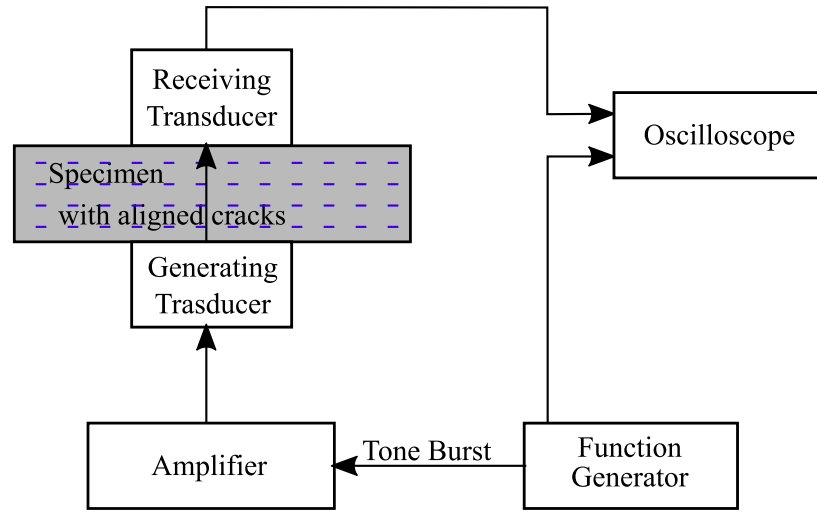 Receiving
Transducer
Oscilloscope
Specimen
with aligned cracks
Generating
Trasducer
Amplifier
Tone Burst
Function
Generator